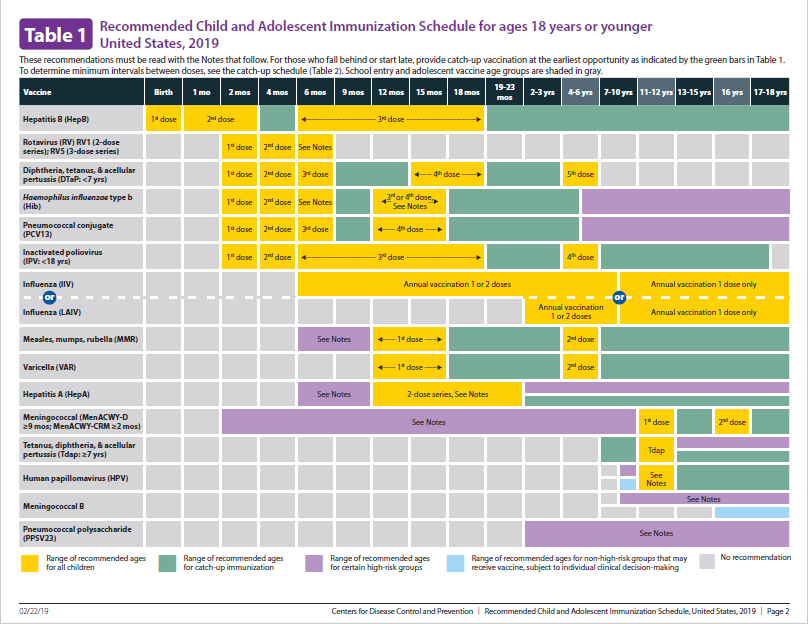 Table 1
Recommended Child and Adolescent Immunization Schedule for ages 18 years or younger
United States, 2019
These recommendations must be read with the Notes that follow. For those who fall behind or start late, provide catch-up vaccination at the earliest opportunity as indicated by the green bars in Table 1.
To determine minimum intervals between doses, see the catch-up schedule (Table 2). School entry and adolescent vaccine age groups are shaded in gray.
Vaccine Birth 1 mo 2 mos 4 mos 6 mos 9 mos 12 mos 15 mos 18 mos 19-23 mos 2-3 yrs 4-6 yrs 7-10 yrs 11-12 yrs 13-15 yrs 16 yrs 17-18 yrs
Hepatitis B (HepB) 1st dose 2nd dose 3rd dose
Rotavirus (RV) RV1 (2-dose
series); RV5 (3-dose series) 1st dose 2nd dose See Notes
Diphtheria, tetanus, & acellular
pertussis (DTaP: <7 yrs) 1st dose 2nd dose 3rd dose 4th dose 5th dose
Haemophilus influenzae type b
(Hib) 1st dose 2nd dose See Notes 3rd or 4th dose, See Notes
Pneumococcal conjugate
(PCV13) 1st dose 2nd dose 3rd dose 4th dose
Inactivated poliovirus
(IPV: <18 yrs) 1st dose 2nd dose 3rd dose 4th dose
Influenza (IIV) Annual vaccination 1 or 2 doses Annual vaccination 1 dose only
or or
Influenza (LAIV) Annual vaccination 1 or 2 doses Annual vaccination 1 dose only
Measles, mumps, rubella (MMR) See Notes 1st dose 2nd dose
Varicella (VAR) 1st dose 2nd dose
Hepatitis A (HepA) See Notes 2-dose series, See Notes
Meningococcal (MenACWY-D
≥9 mos; MenACWY-CRM ≥2 mos) See Notes 1st dose 2nd dose
Tetanus, diphtheria, & acellular
pertussis (Tdap: ≥7 yrs) Tdap
Human papillomavirus (HPV) See Notes
Meningococcal B See Notes
Pneumococcal polysaccharide
(PPSV23) See Notes
Range of recommended ages
for all children
Range of recommended ages
for catch-up immunization
Range of recommended ages
for certain high-risk groups
Range of recommended ages for non-high-risk groups that may
receive vaccine, subject to individual clinical decision-making
No recommendation
02/22/19 Centers for Disease Control and Prevention | Recommended Child and Adolescent Immunization Schedule, United States, 2019 | Page 2